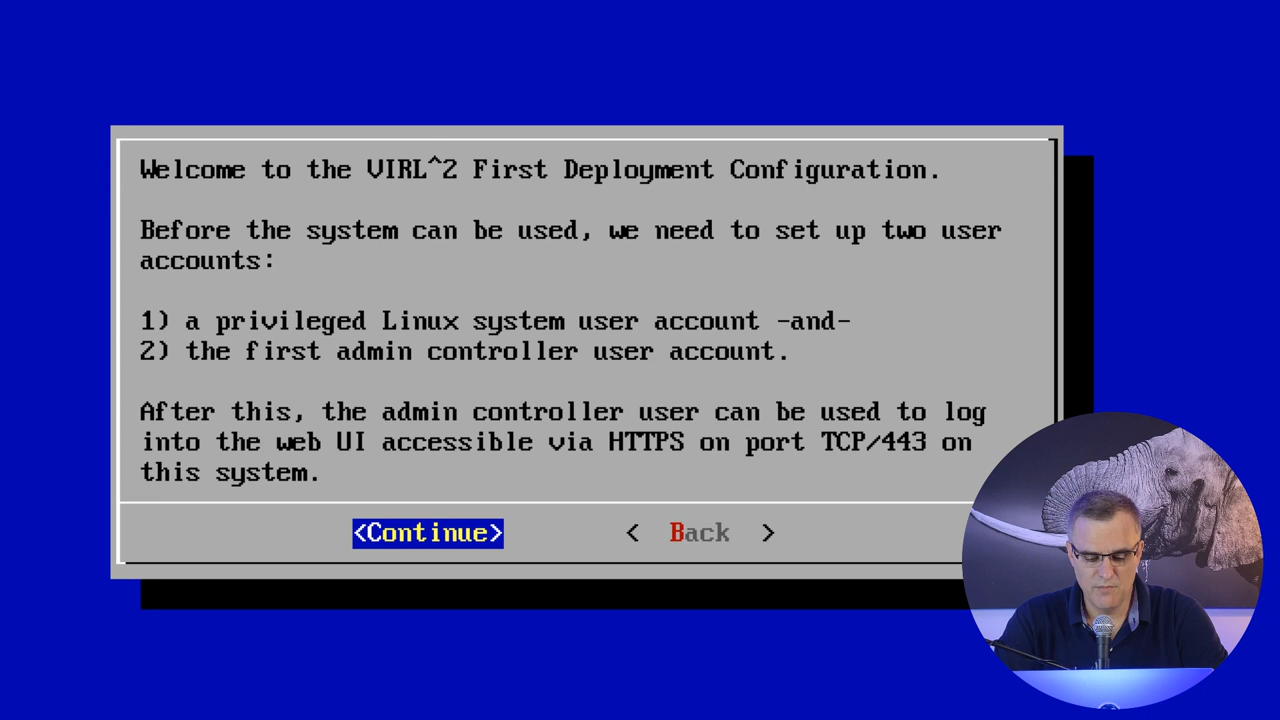 Welcome to the VIRL^2 First Deployment Configuration.
Before the system can be used, we need to set up two user
accounts:
1) a privileged Linux system user account -and-
2) the first admin controller user account.
After this, the admin controller user can be used to log
into the web UI accessible via HTTPS on port TCP/443 on
this system.
<Continue> < Back >